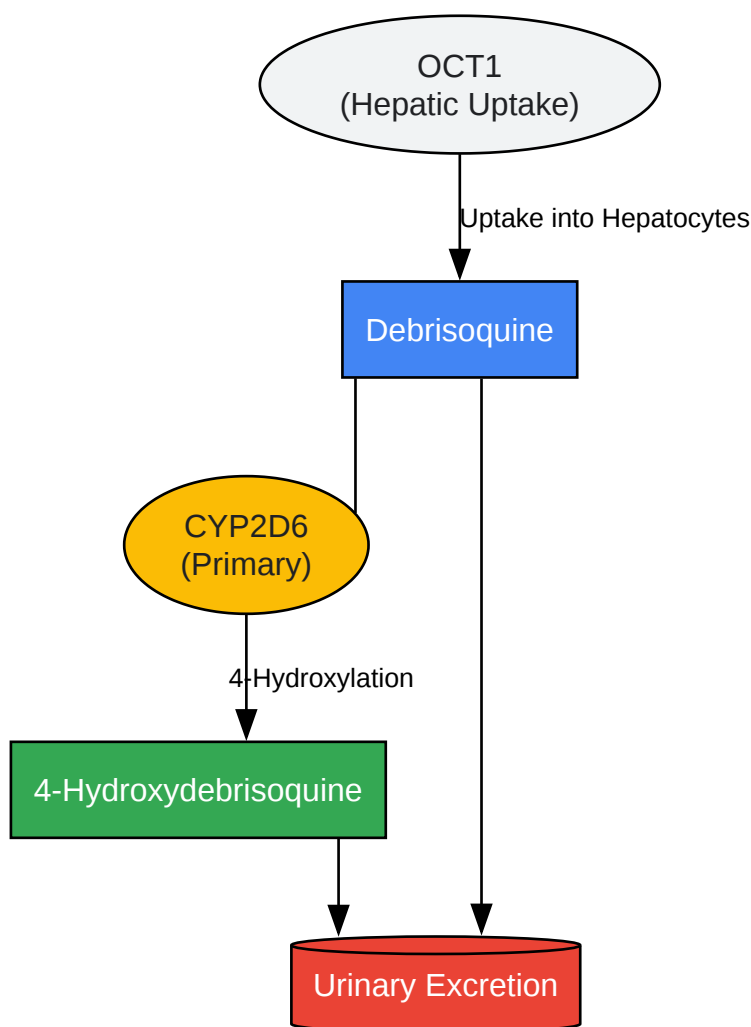 OCT1
(Hepatic Uptake)
Uptake into Hepatocytes
Debrisoquine
CYP2D6
(Primary)
4-Hydroxylation
4-Hydroxydebrisoquine
Urinary Excretion